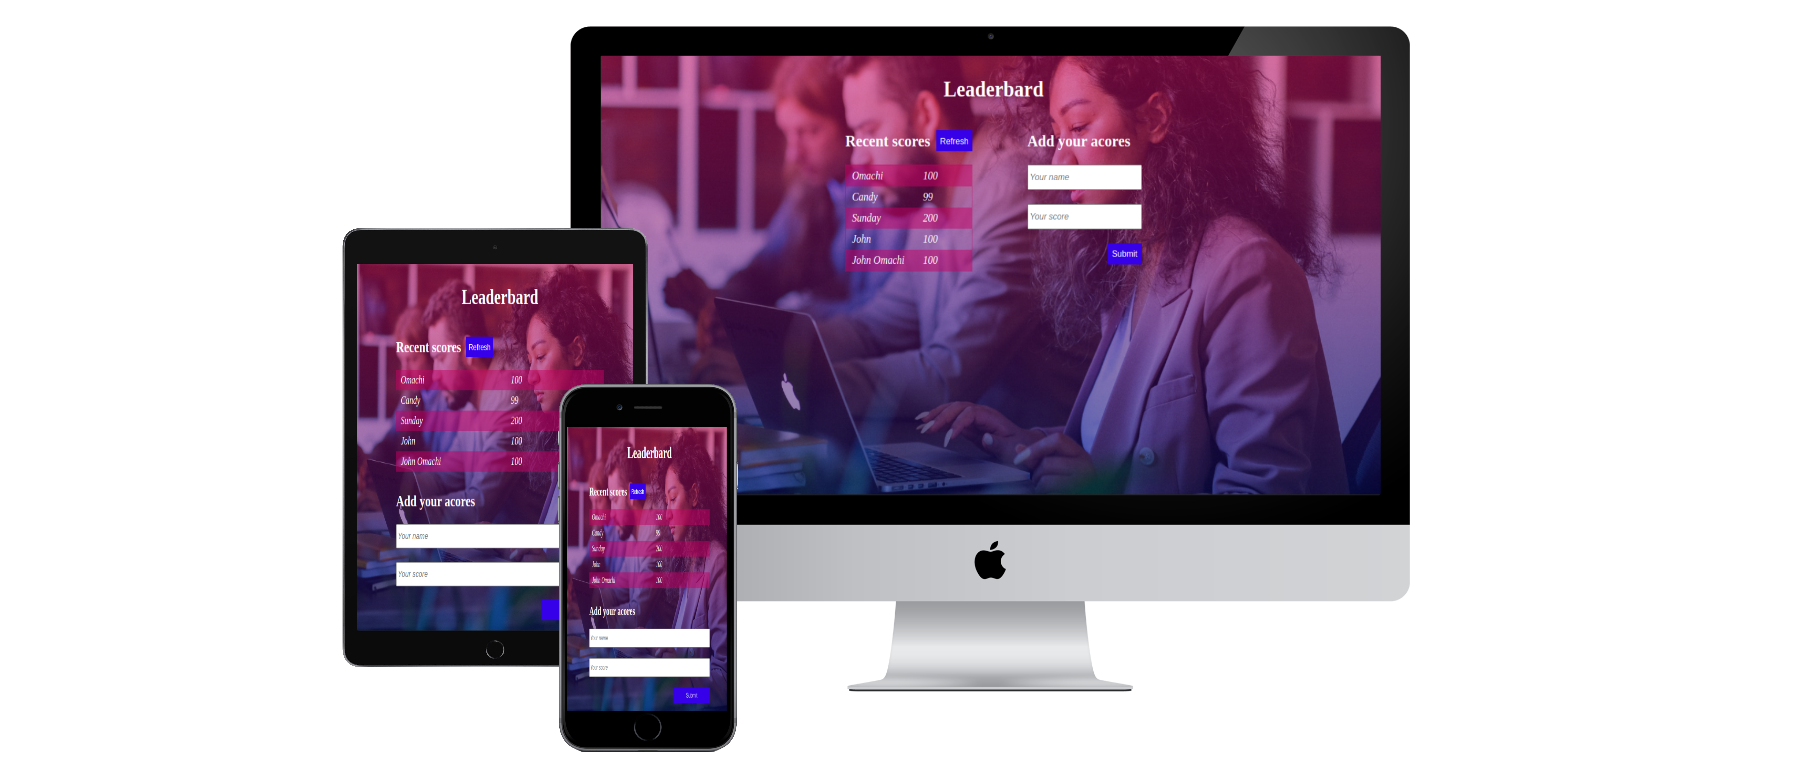 Leaderbard
Recent scores Refresh
Omachi 100
Candy 99
Sunday 200
John 100
John Omachi 100
Add your acores
Your name
Your score
Submit
Leaderbard
Recent scores Refresh
Omachi 100
Candy 99
Sunday 200
John 100
John Omachi 100
Add your acores
Your name
Your score
Leaderbard
Recent scores Refresh
Omachi 100
Candy 99
Sunday 200
John 100
John Omachi 100
Add your acores
Your name
Your score
Submit